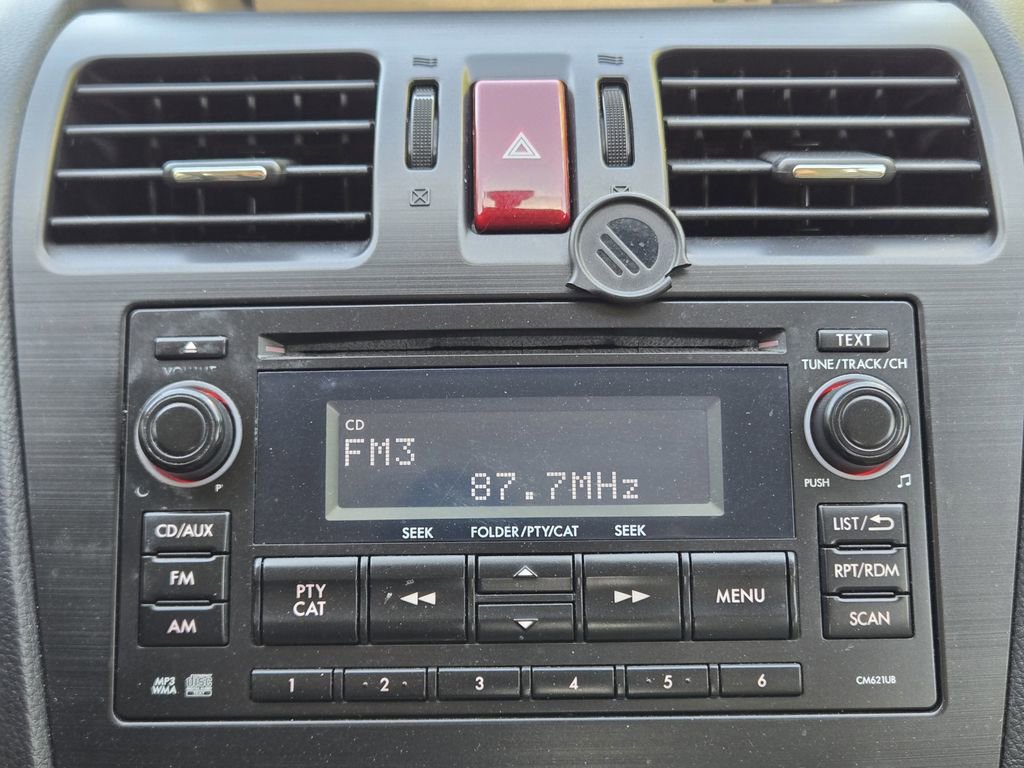 TEXT
VOLUME
TUNE/TRACK/CH
CD
FM3
87.7MHz
PUSH
SEEK
FOLDER/PTY/CAT
SEEK
CD/AUX
FM
AM
PTY
CAT
MENU
LIST/
RPT/RDM
SCAN
MP3
WMA
1
2
3
4
5
6
CM621UB